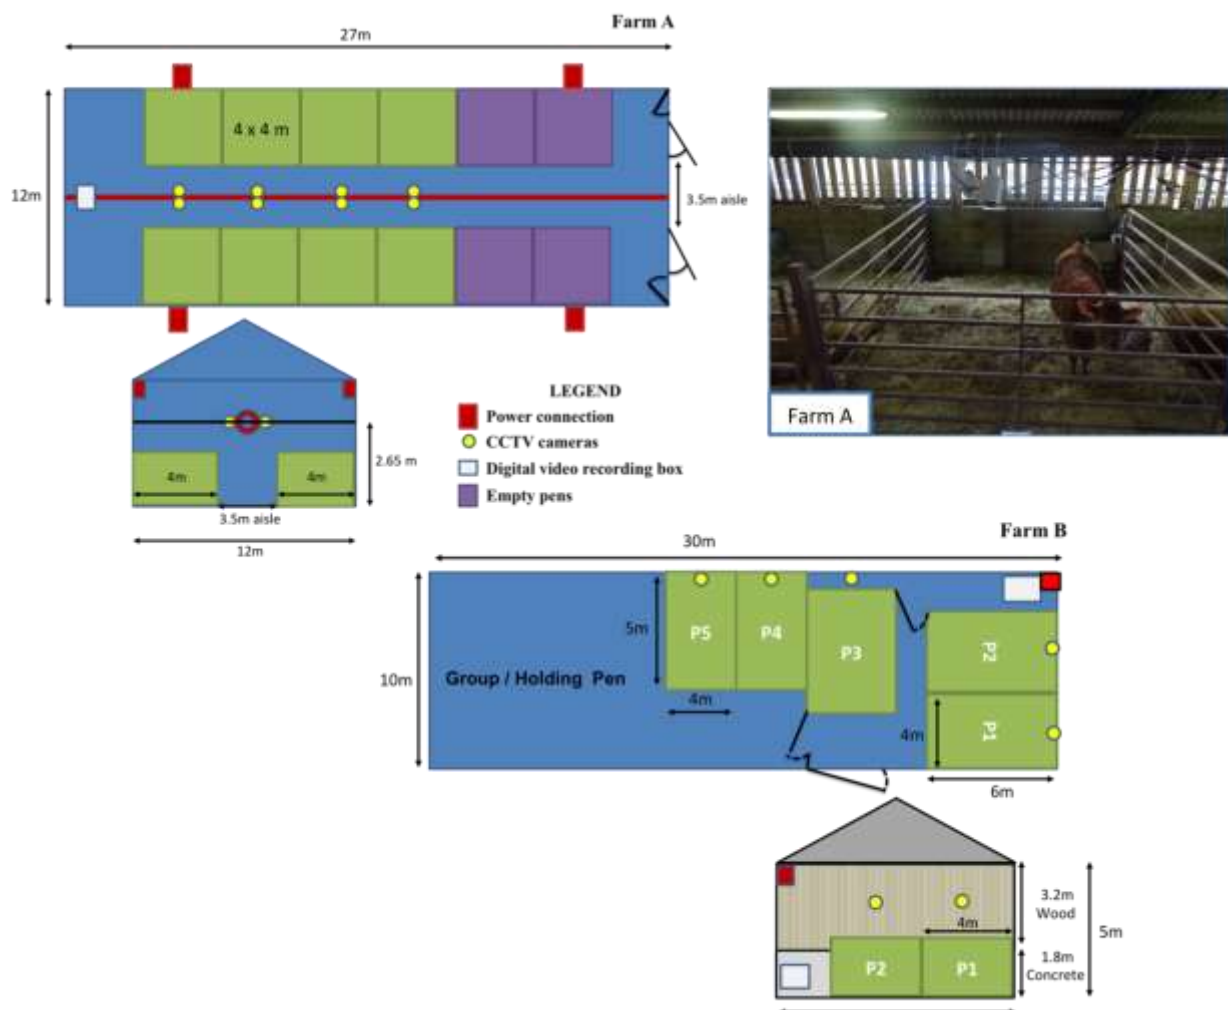 Farm A
27m
4 x 4 m
12m
3.5m aisle
2.65 m
4m
4m
3.5m aisle
12m
LEGEND
Power connection
CCTV cameras
Digital video recording box
Empty pens
Farm A
Farm B
30m
5m
P5
P4
P3
P2
10m
Group / Holding Pen
4m
4m
P1
6m
3.2m
Wood
4m
5m
1.8m
Concrete
P2
P1